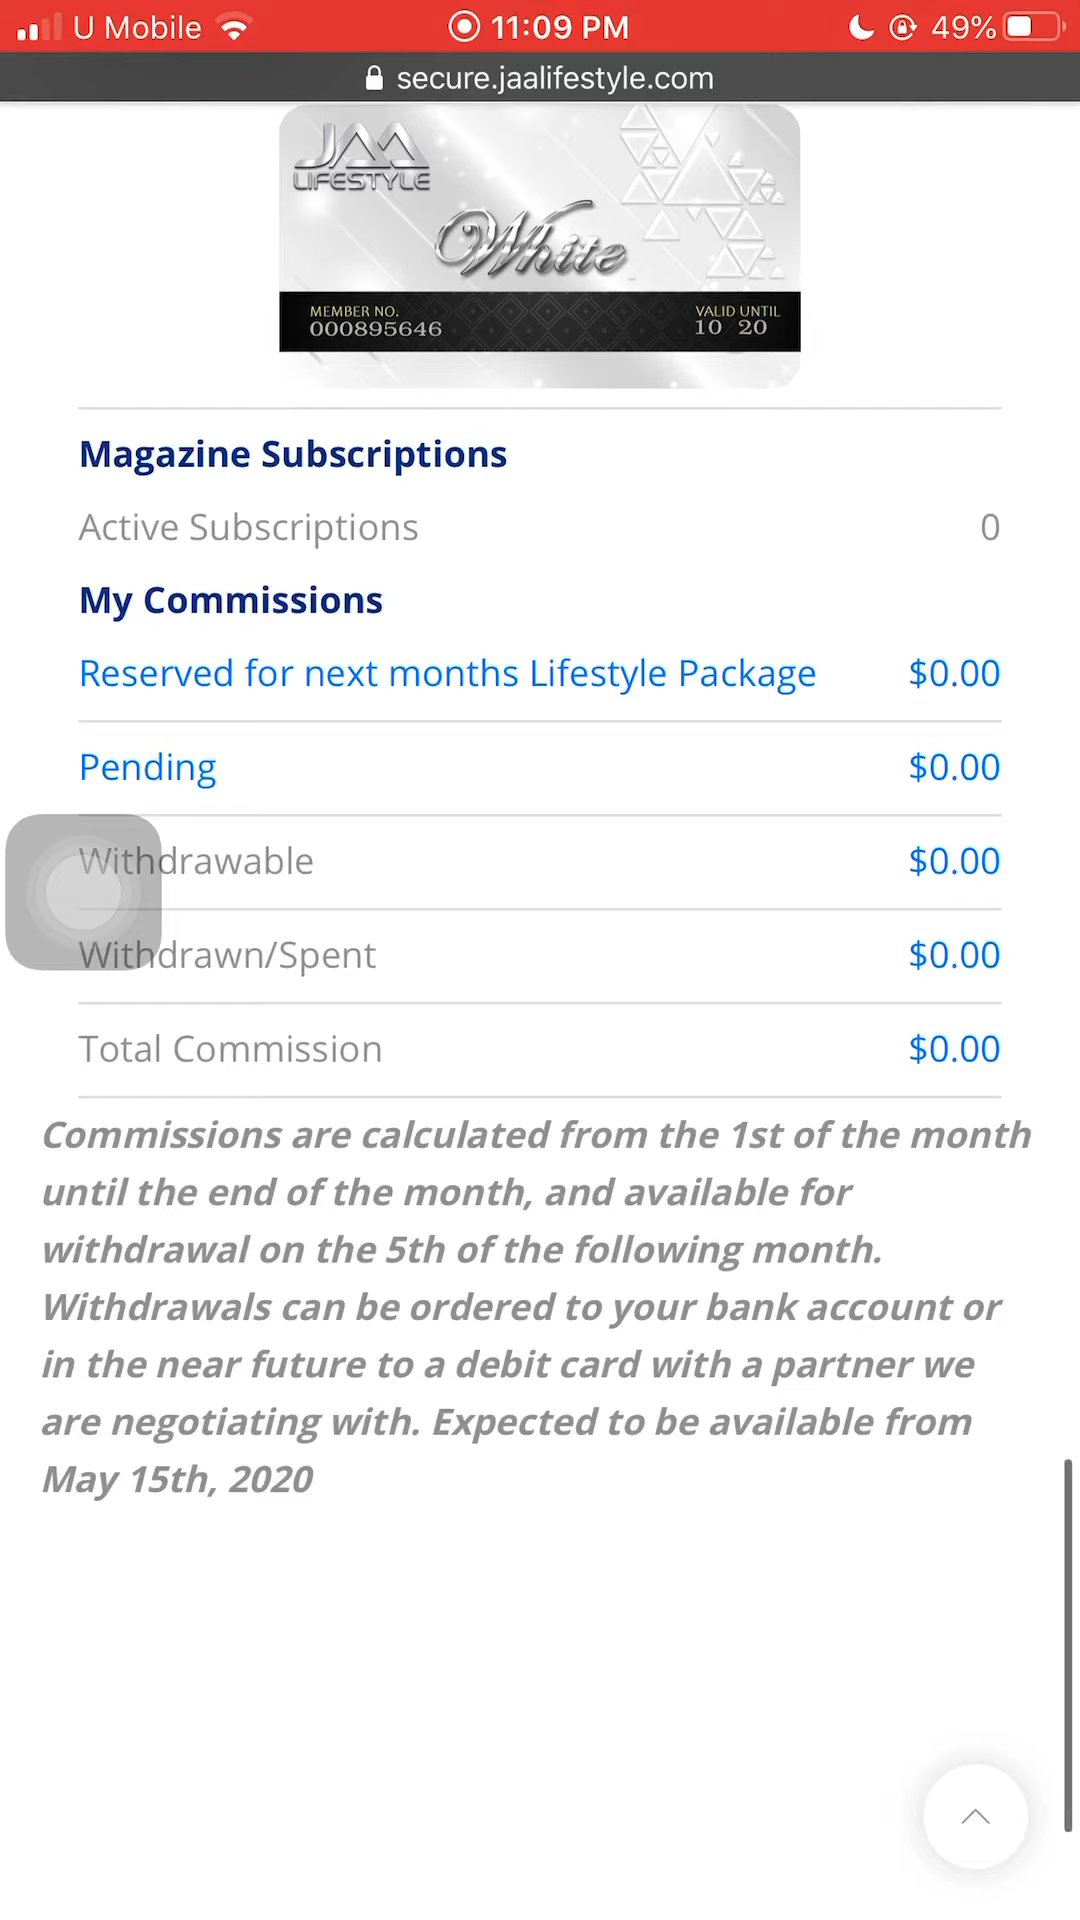 U Mobile 11:09 PM 49%
secure.jaalifestyle.com
JAA
LIFESTYLE
White
MEMBER NO. VALID UNTIL
000895646 10 20
Magazine Subscriptions
Active Subscriptions 0
My Commissions
Reserved for next months Lifestyle Package $0.00
Pending $0.00
Withdrawable $0.00
Withdrawn/Spent $0.00
Total Commission $0.00
Commissions are calculated from the 1st of the month
until the end of the month, and available for
withdrawal on the 5th of the following month.
Withdrawals can be ordered to your bank account or
in the near future to a debit card with a partner we
are negotiating with. Expected to be available from
May 15th, 2020